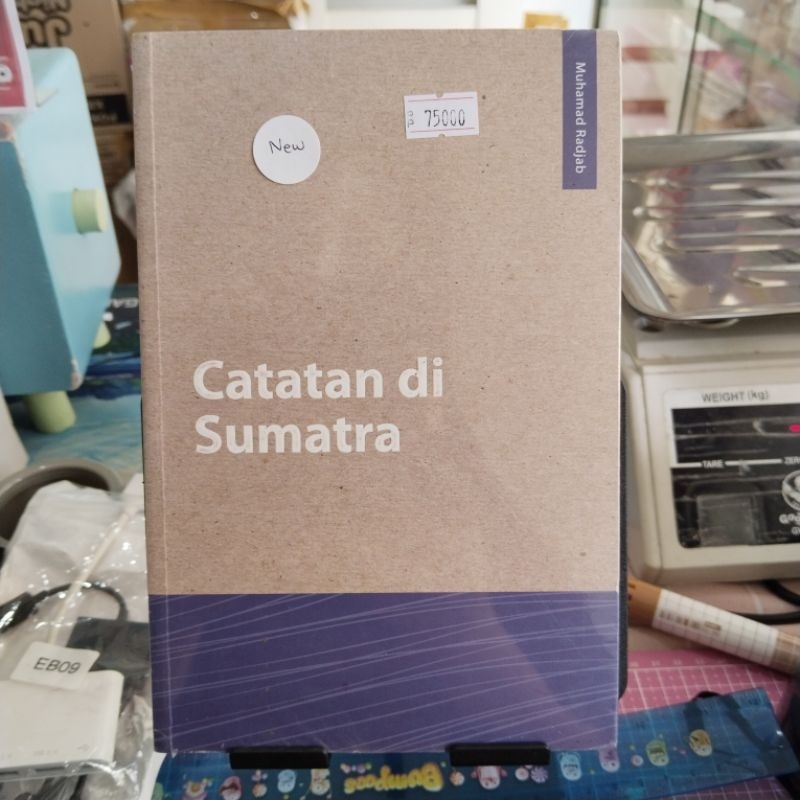 Muhamad Radjab
75000
New
Catatan di
Sumatra
WEIGHT (kg)
TARE
EB09